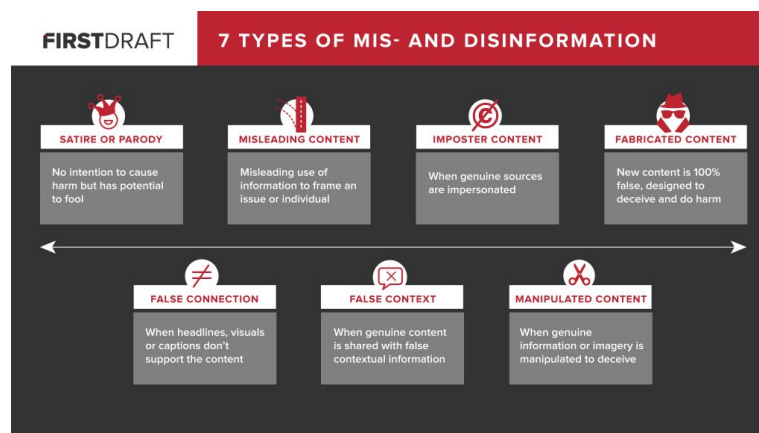 FIRSTDRAFT
7 TYPES OF MIS- AND DISINFORMATION
SATIRE OR PARODY
No intention to cause
harm but has potential
to fool
MISLEADING CONTENT
Misleading use of
information to frame an
issue or individual
IMPOSTER CONTENT
When genuine sources
are impersonated
FABRICATED CONTENT
New content is 100%
false, designed to
deceive and do harm
FALSE CONNECTION
When headlines, visuals
or captions don't
support the content
FALSE CONTEXT
When genuine content
is shared with false
contextual information
MANIPULATED CONTENT
When genuine
information or imagery is
manipulated to deceive